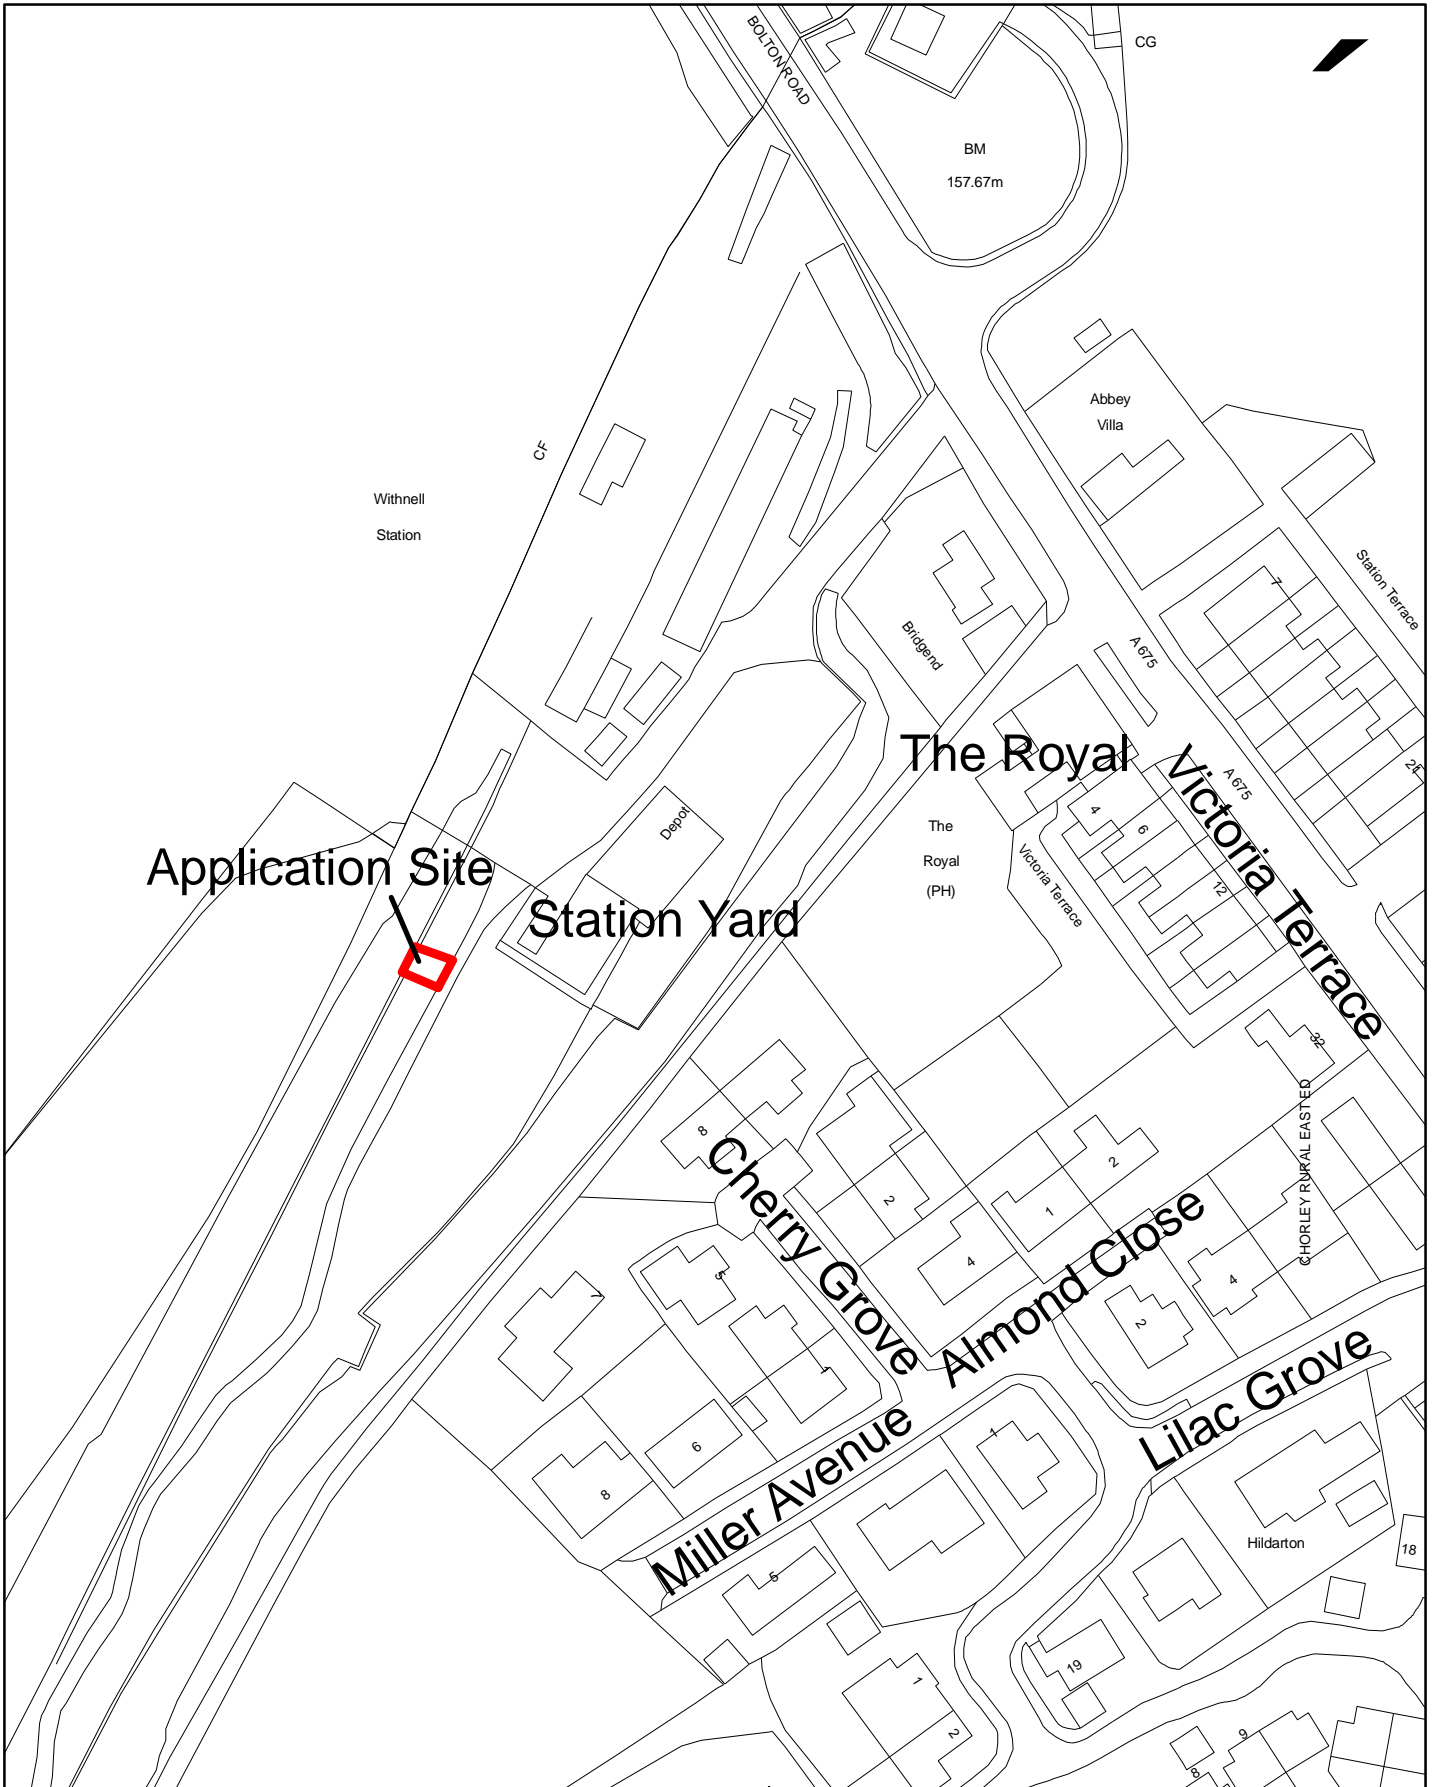 BOLTON ROAD
CG
BM
157.67m
Abbey
Villa
CF
Withnell
Station
Station Terrace
7
A 675
Bridgend
The Royal
Victoria Terrace
A 675
21
4
6
12
The
Royal
(PH)
Victoria Terrace
Depot
Application Site
Station Yard
32
CHORLEY RURAL EAST ED
8
Cherry Grove
2
2
1
4
Almond Close
4
2
5
7
1
Lilac Grove
Miller Avenue
6
8
1
Hildarton
18
5
19
1
2
9
8